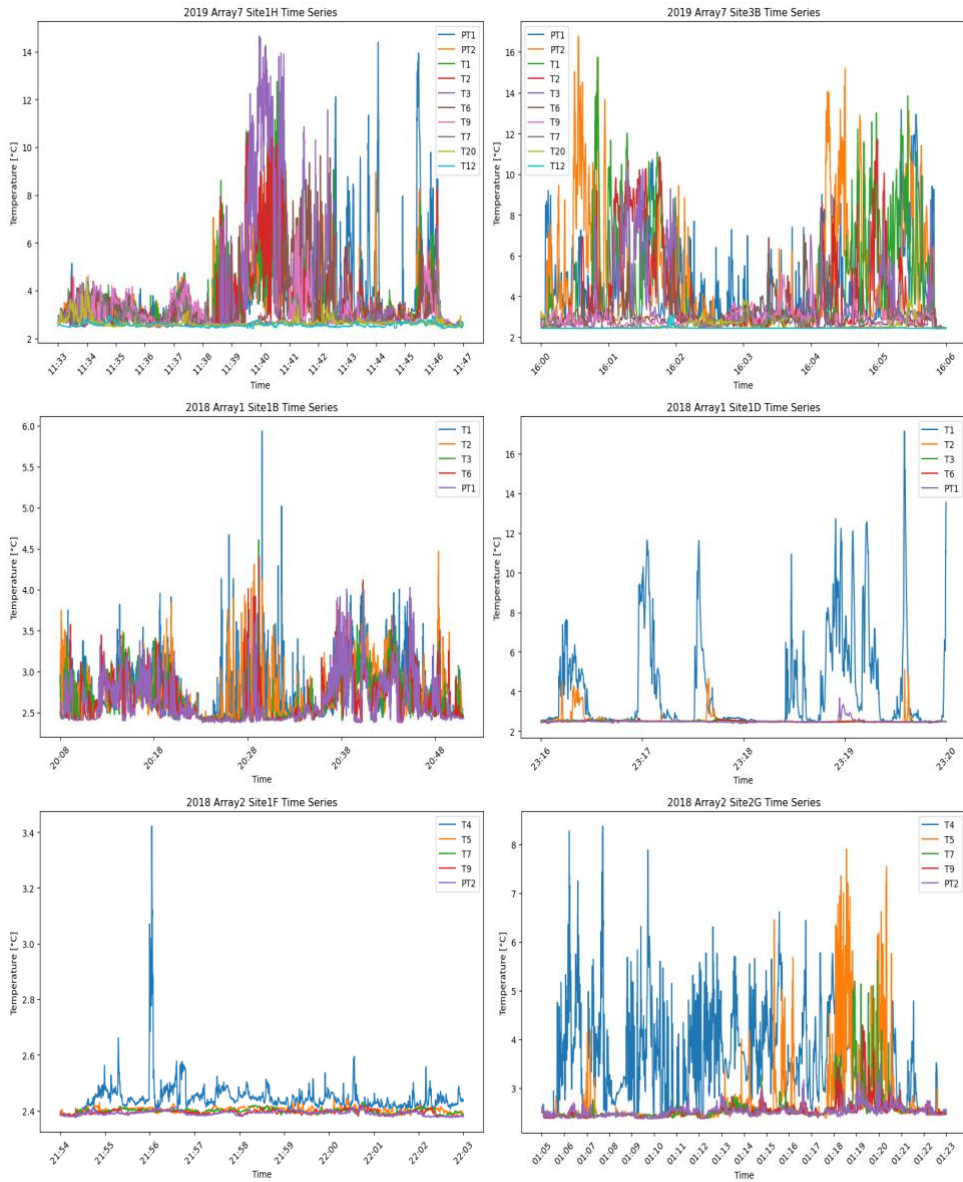 2019 Array7 Site1H Time Series
Temperature [°C]
14
12
10
8
6
4
2
PT1
PT2
T1
T2
T3
T6
T9
T7
T20
T12
11:33
11:34
11:35
11:36
11:37
11:38
11:39
11:40
11:41
11:42
11:43
11:44
11:45
11:46
11:47
Time
2019 Array7 Site3B Time Series
Temperature [°C]
16
14
12
10
8
6
4
2
PT1
PT2
T1
T2
T3
T6
T9
T7
T20
T12
16:00
16:01
16:02
16:03
16:04
16:05
16:06
Time
2018 Array1 Site1B Time Series
Temperature [°C]
6.0
5.5
5.0
4.5
4.0
3.5
3.0
2.5
T1
T2
T3
T6
PT1
20:08
20:18
20:28
20:38
20:48
Time
2018 Array1 Site1D Time Series
Temperature [°C]
16
14
12
10
8
6
4
2
T1
T2
T3
T6
PT1
23:16
23:17
23:18
23:19
23:20
Time
2018 Array2 Site1F Time Series
Temperature [°C]
3.4
3.2
3.0
2.8
2.6
2.4
T4
T5
T7
T9
PT2
21:54
21:55
21:56
21:57
21:58
21:59
22:00
22:01
22:02
22:03
Time
2018 Array2 Site2G Time Series
Temperature [°C]
8
7
6
5
4
3
T4
T5
T7
T9
PT2
01:05
01:06
01:07
01:08
01:09
01:10
01:11
01:12
01:13
01:14
01:15
01:16
01:17
01:18
01:19
01:20
01:21
01:22
01:23
Time